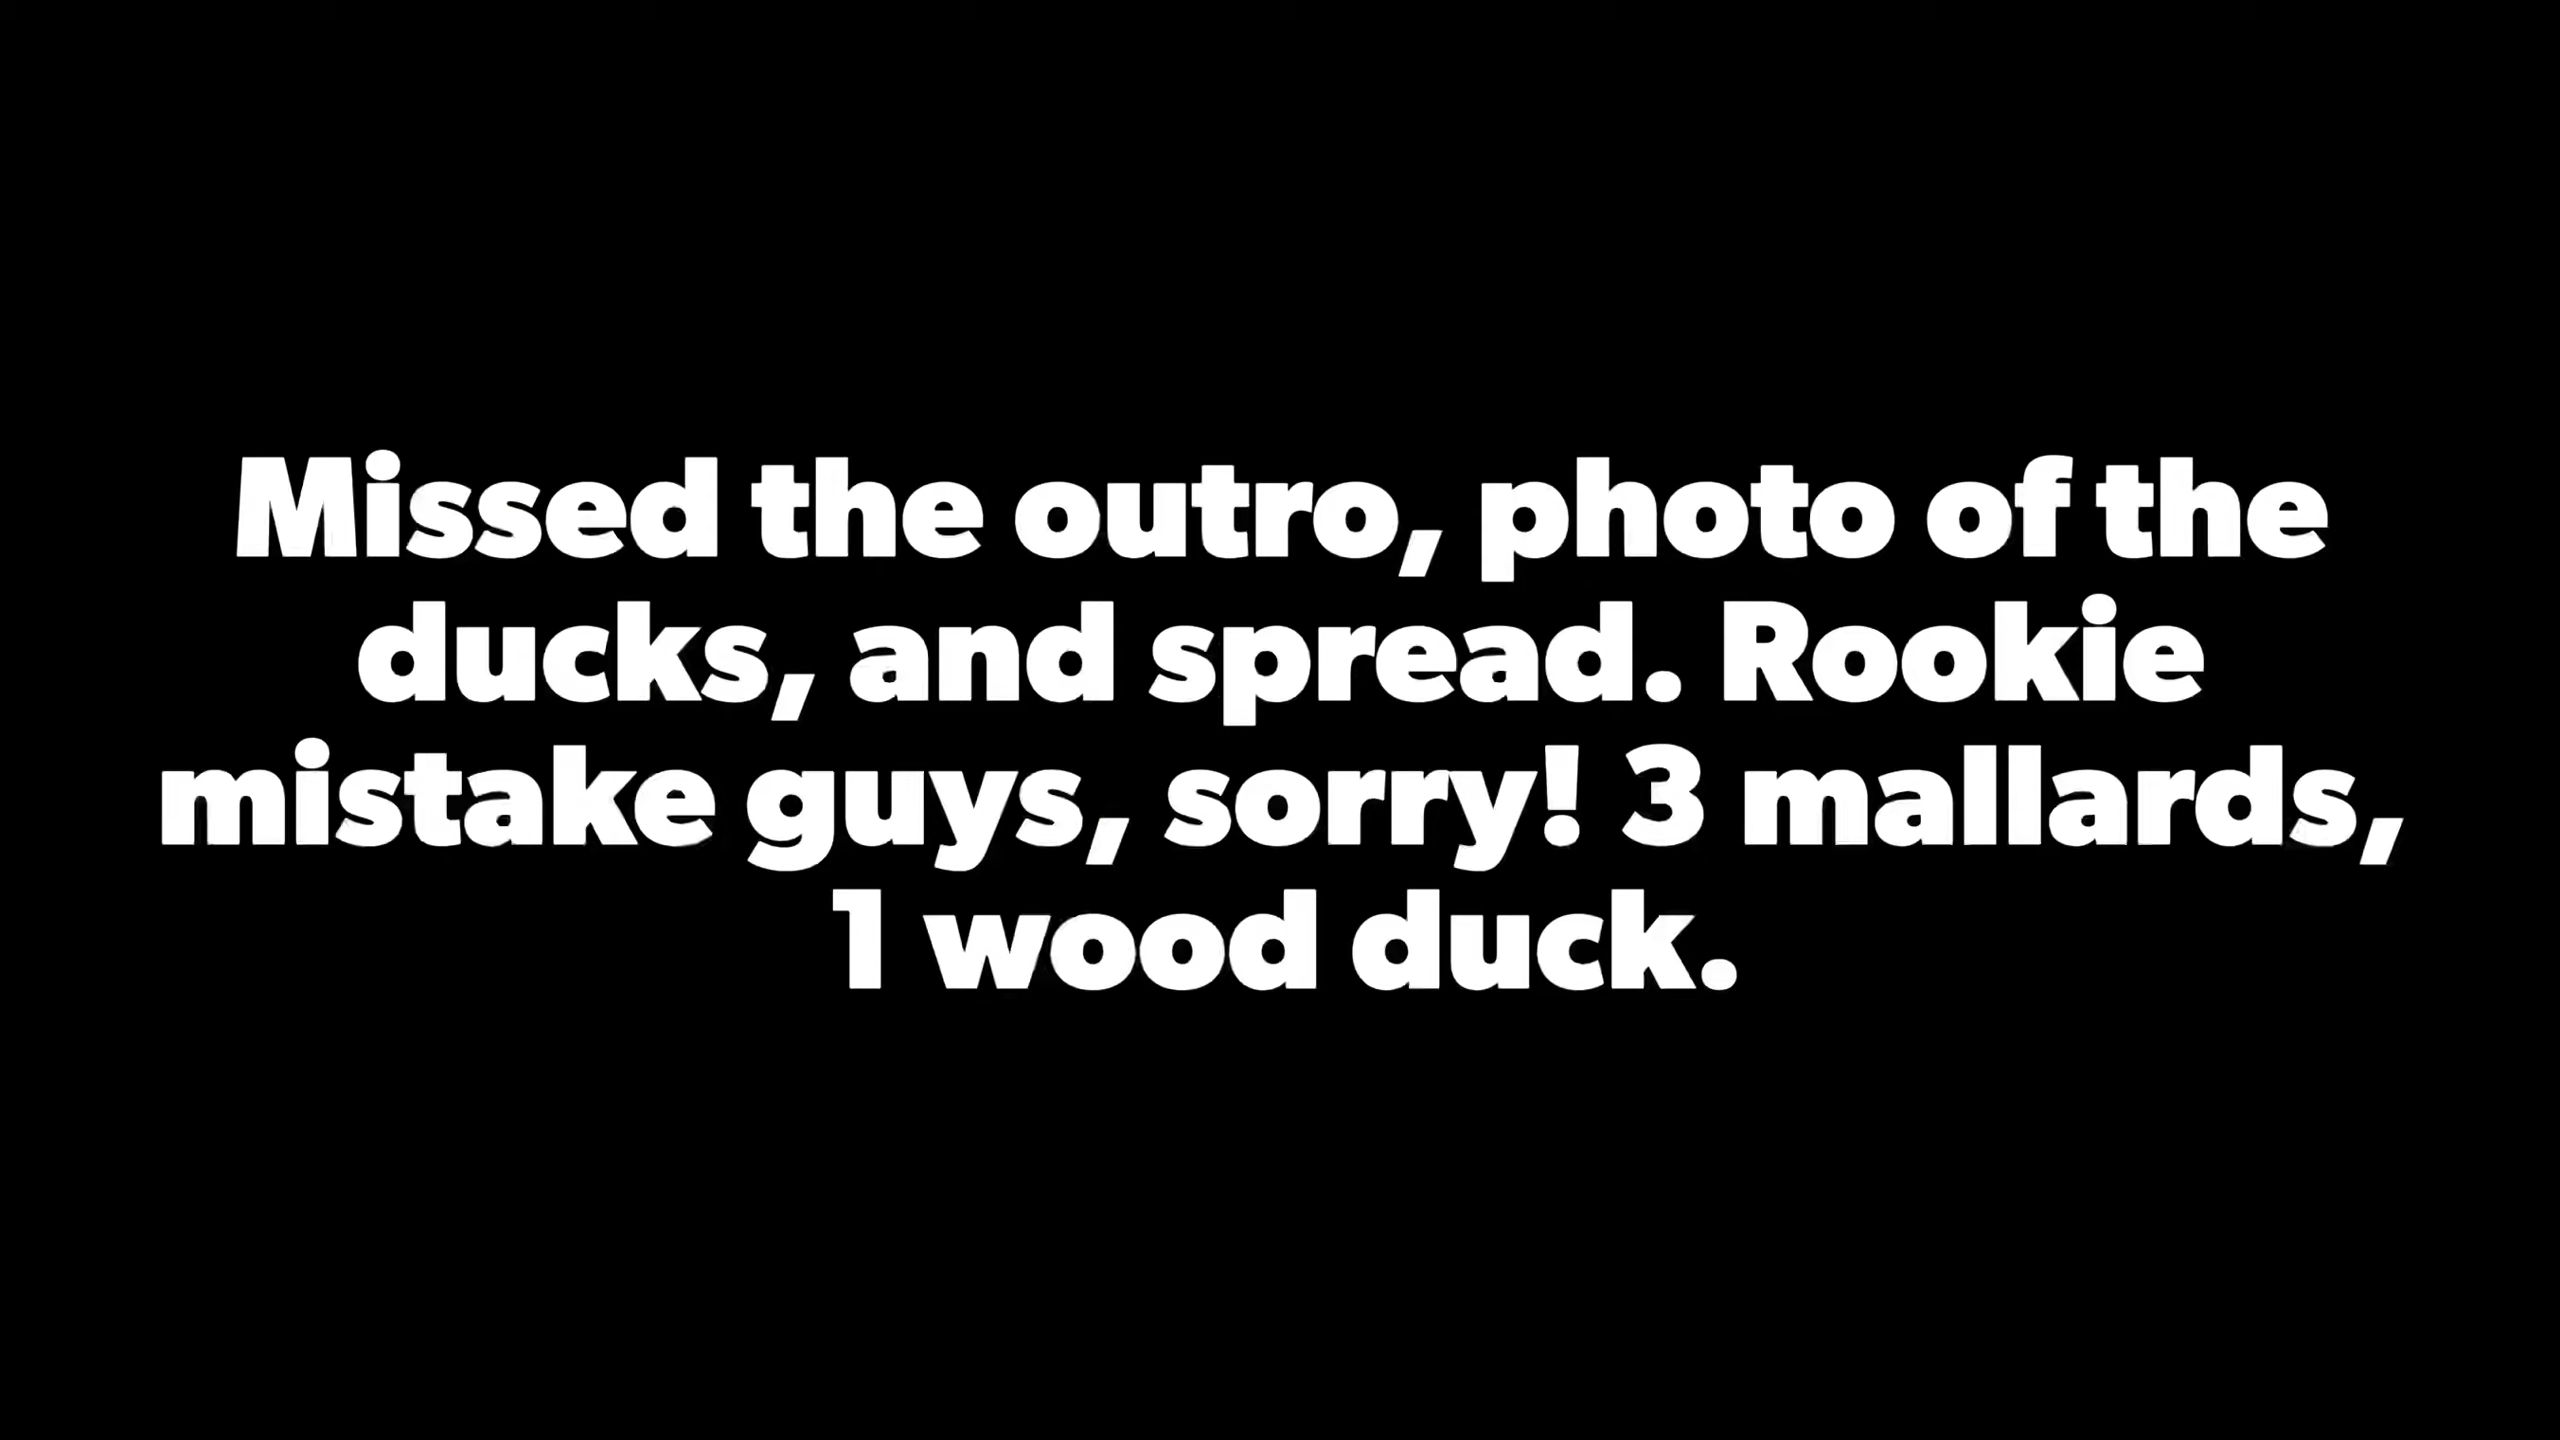 Missed the outro, photo of the
ducks, and spread. Rookie
mistake guys, sorry! 3 mallards,
1 wood duck.